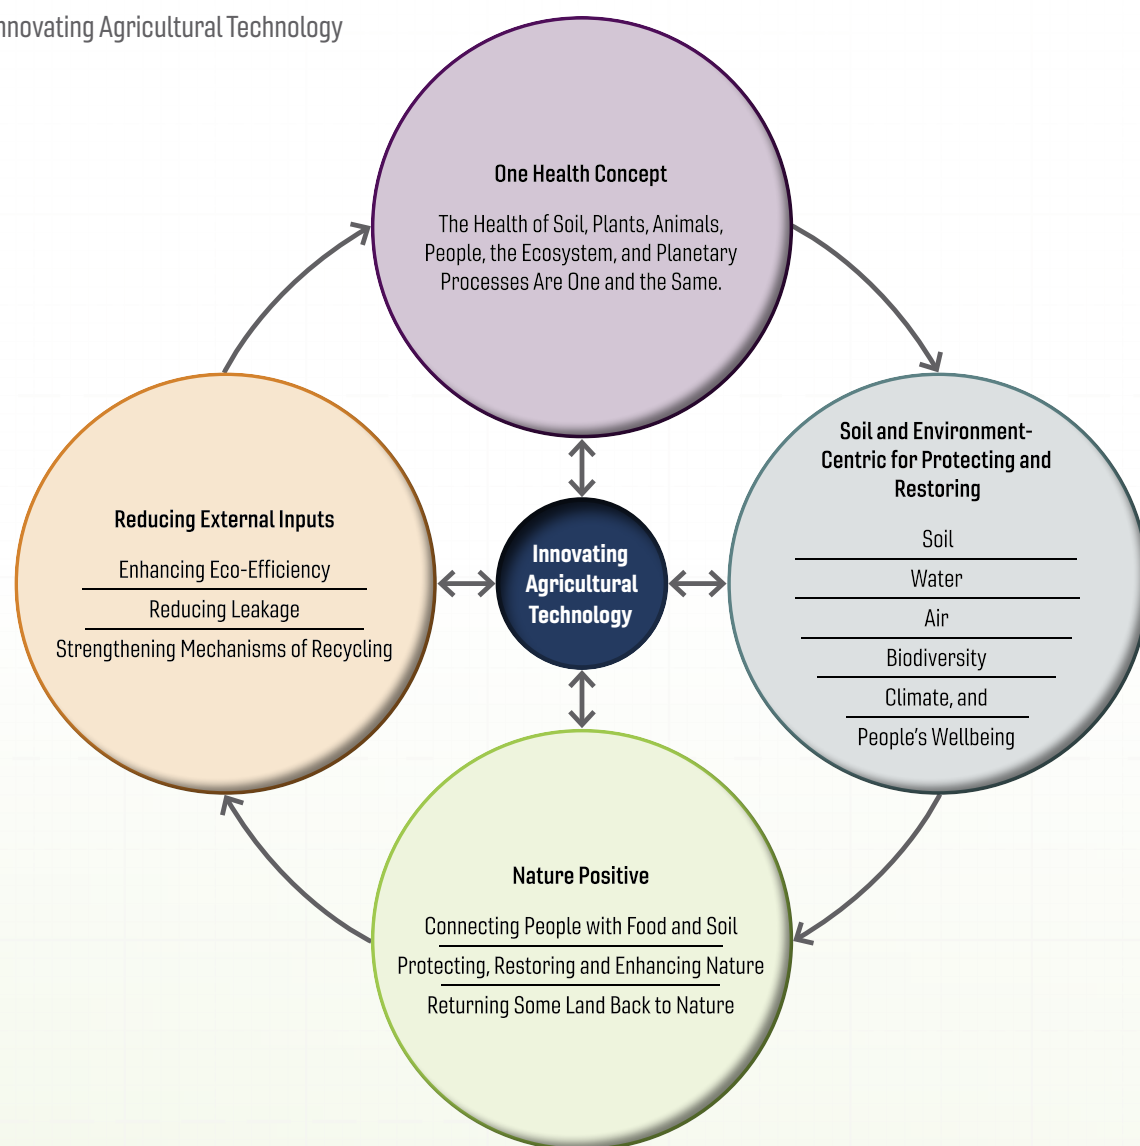 nnovating Agricultural Technology
One Health Concept
The Health of Soil, Plants, Animals,
People, the Ecosystem, and Planetary
Processes Are One and the Same.
Soil and Environment-
Centric for Protecting and
Restoring
Soil
Water
Air
Biodiversity
Climate, and
People's Wellbeing
Nature Positive
Connecting People with Food and Soil
Protecting, Restoring and Enhancing Nature
Returning Some Land Back to Nature
Reducing External Inputs
Enhancing Eco-Efficiency
Reducing Leakage
Strengthening Mechanisms of Recycling
Innovating
Agricultural
Technology